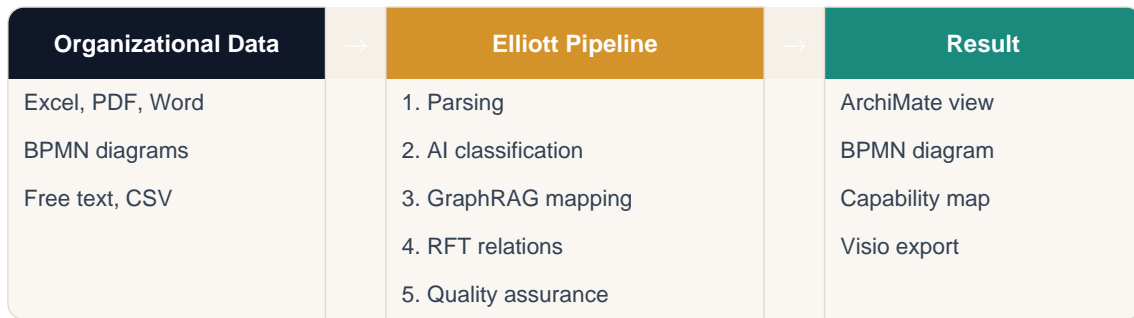 Organizational Data → Elliott Pipeline → Result
Excel, PDF, Word
BPMN diagrams
Free text, CSV
1. Parsing
2. AI classification
3. GraphRAG mapping
4. RFT relations
5. Quality assurance
ArchiMate view
BPMN diagram
Capability map
Visio export